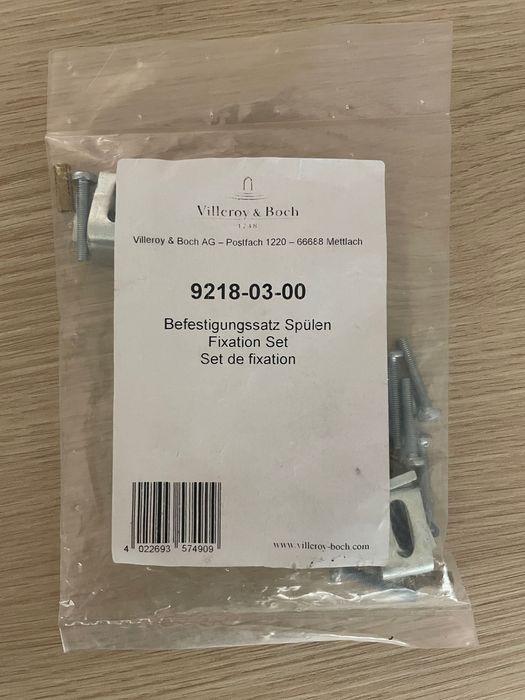 Villeroy & Boch
1748
Villeroy & Boch AG – Postfach 1220 – 66688 Mettlach
9218-03-00
Befestigungssatz Spülen
Fixation Set
Set de fixation
4 022693 574909
www.villeroy-boch.com